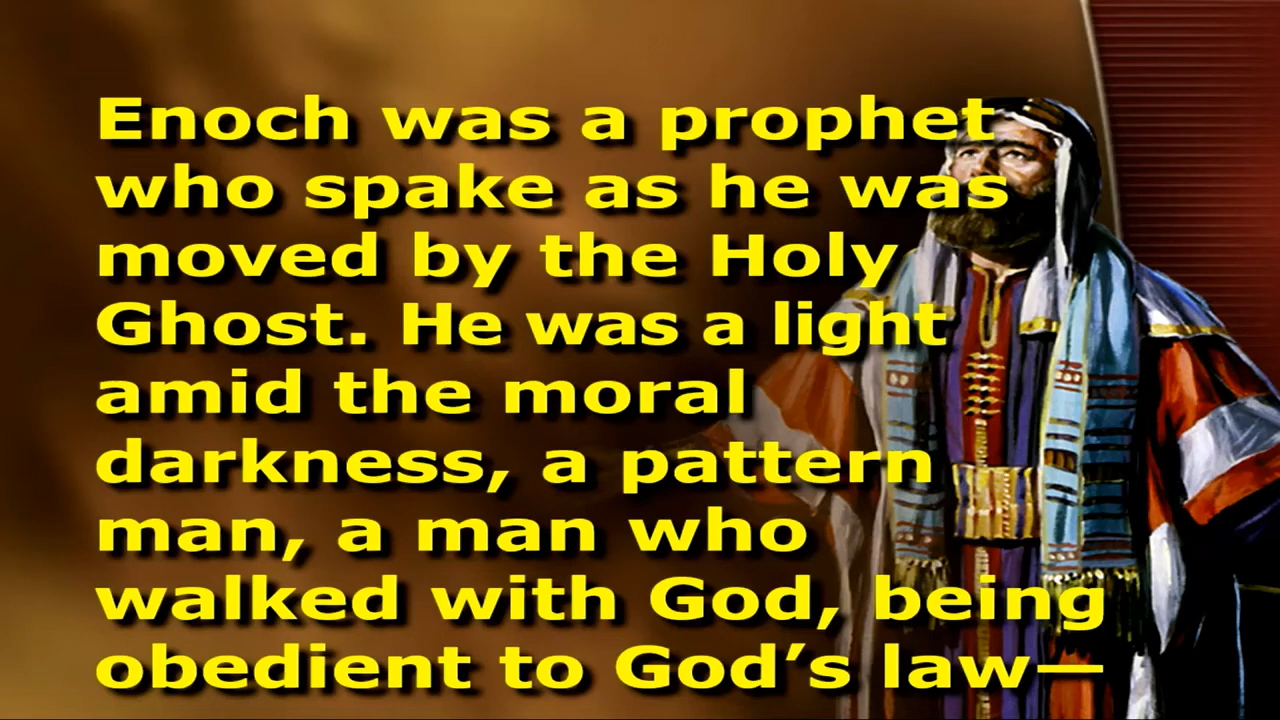 Enoch was a prophet
who spake as he was
moved by the Holy
Ghost. He was a light
amid the moral
darkness, a pattern
man, a man who
walked with God, being
obedient to God’s law—